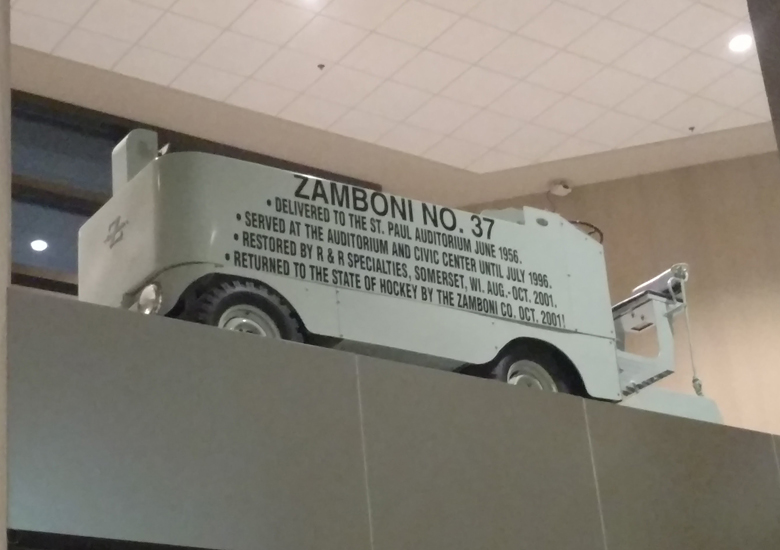 ZAMBONI NO. 37
• DELIVERED TO THE ST. PAUL AUDITORIUM JUNE 1956.
• SERVED AT THE AUDITORIUM AND CIVIC CENTER UNTIL JULY 1996.
• RESTORED BY R & R SPECIALTIES, SOMERSET, WI. AUG.-OCT. 2001.
• RETURNED TO THE STATE OF HOCKEY BY THE ZAMBONI CO. OCT. 2001!